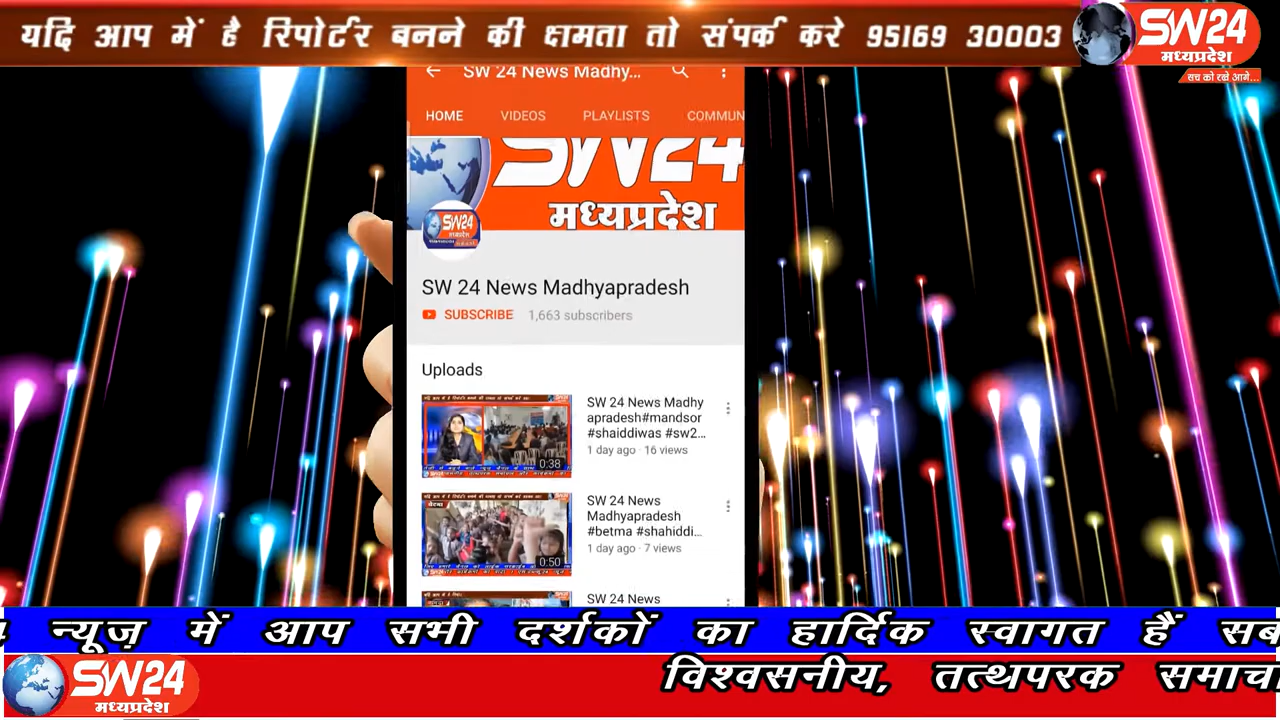 यदि आप में है रिपोर्टर बनने की क्षमता तो संपर्क करे 95169 30003
SW24
मध्यप्रदेश
सच को रखे आगे...
SW 24 News Madhy...
HOME VIDEOS PLAYLISTS COMMUN
SW24
मध्यप्रदेश
SW24
SW 24 News Madhyapradesh
SUBSCRIBE 1,663 subscribers
Uploads
SW 24 News Madhy
apradesh#mandsor
#shaiddiwas #sw2...
1 day ago · 16 views
0:38
SW 24 News
Madhyapradesh
#betma #shahiddi...
1 day ago · 7 views
0:50
SW 24 News
4 न्यूज़ में आप सभी दर्शकों का हार्दिक स्वागत हैं सब
विश्वसनीय, तत्थपरक समाचा
SW24
मध्यप्रदेश